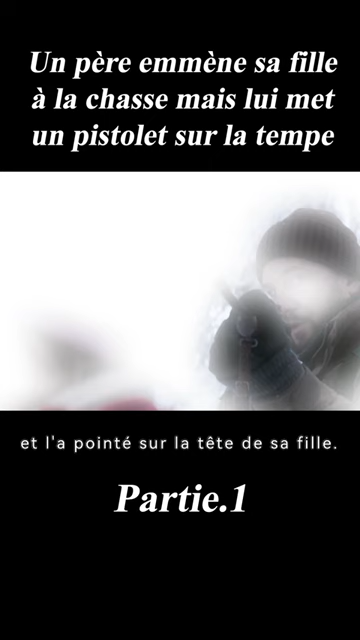 Un père emmène sa fille
à la chasse mais lui met
un pistolet sur la tempe
et l'a pointé sur la tête de sa fille.
Partie.1